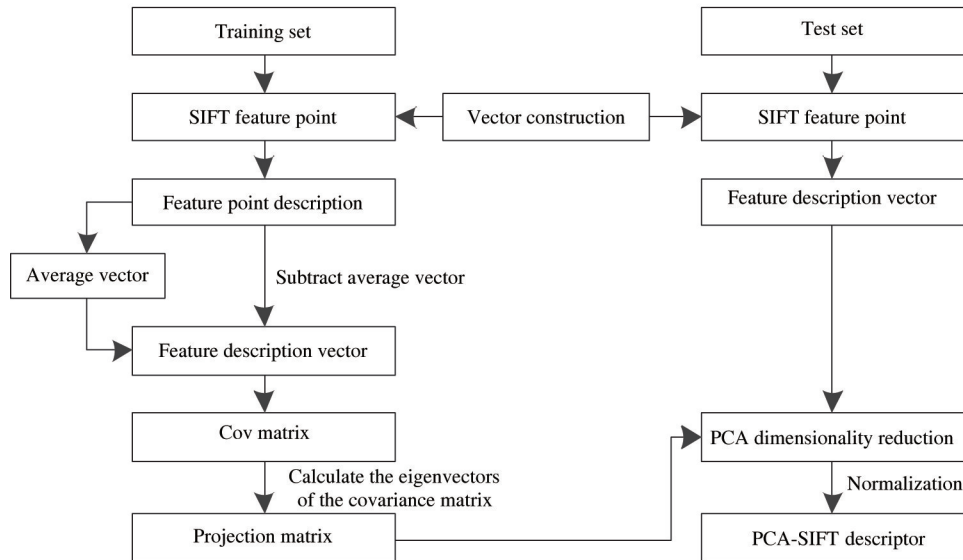 Training set
Test set
SIFT feature point
Vector construction
SIFT feature point
Feature point description
Feature description vector
Average vector
Subtract average vector
Feature description vector
Cov matrix
PCA dimensionality reduction
Calculate the eigenvectors
of the covariance matrix
Normalization
Projection matrix
PCA-SIFT descriptor